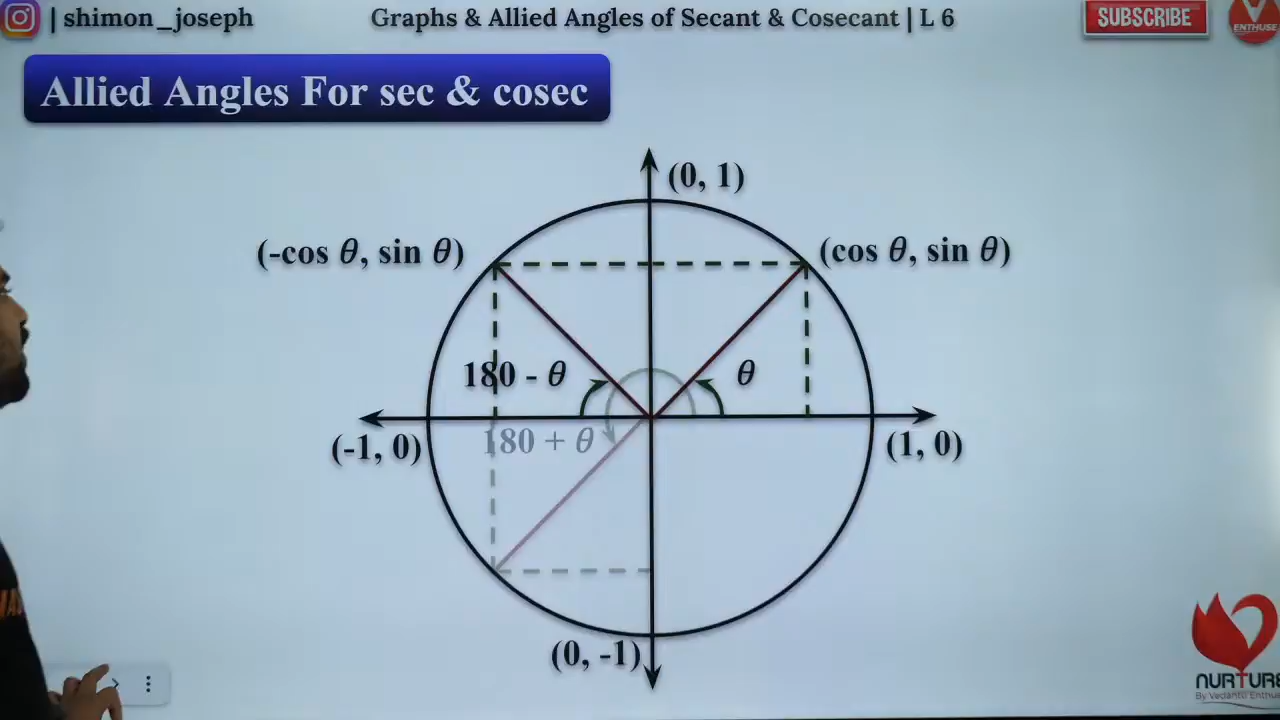 | shimon_joseph
Graphs & Allied Angles of Secant & Cosecant | L 6
SUBSCRIBE
ENTHUSE
Allied Angles For sec & cosec
(0, 1)
(-cos θ, sin θ)
(cos θ, sin θ)
180 - θ
θ
180 + θ
(-1, 0)
(1, 0)
(0, -1)
NURTURE
By Vedantu Enthuse